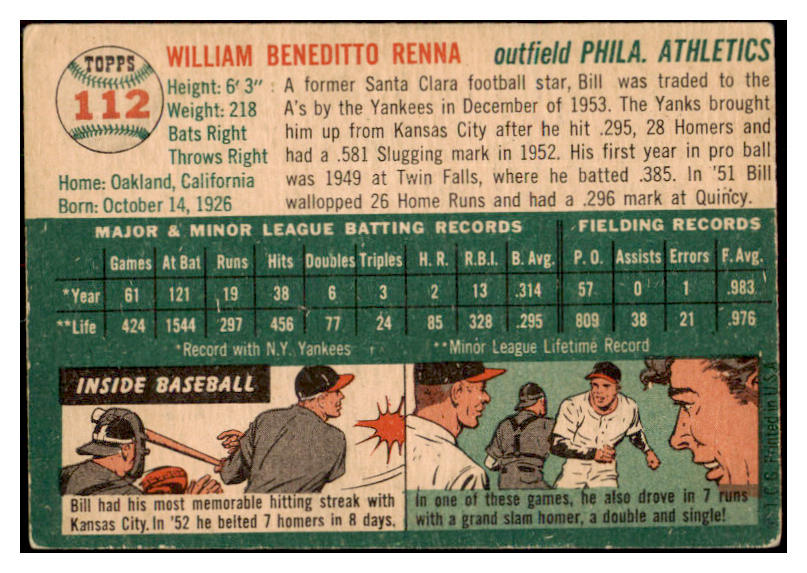 TOPPS
112
WILLIAM BENEDITTO RENNA outfield PHILA. ATHLETICS
Height: 6' 3"
Weight: 218
Bats Right
Throws Right
Home: Oakland, California
Born: October 14, 1926
A former Santa Clara football star, Bill was traded to the
A's by the Yankees in December of 1953. The Yanks brought
him up from Kansas City after he hit .295, 28 Homers and
had a .581 Slugging mark in 1952. His first year in pro ball
was 1949 at Twin Falls, where he batted .385. In '51 Bill
walloped 26 Home Runs and had a .296 mark at Quincy.
MAJOR & MINOR LEAGUE BATTING RECORDS FIELDING RECORDS
Games At Bat Runs Hits Doubles Triples H. R. R.B.I. B. Avg. P. O. Assists Errors F. Avg.
*Year 61 121 19 38 6 3 2 13 .314 57 0 1 .983
**Life 424 1544 297 456 77 24 85 328 .295 809 38 21 .976
*Record with N.Y. Yankees **Minor League Lifetime Record
INSIDE BASEBALL
Bill had his most memorable hitting streak with
Kansas City. In '52 he belted 7 homers in 8 days.
In one of these games, he also drove in 7 runs
with a grand slam homer, a double and single!
T. C. G. Printed in U.S.A.